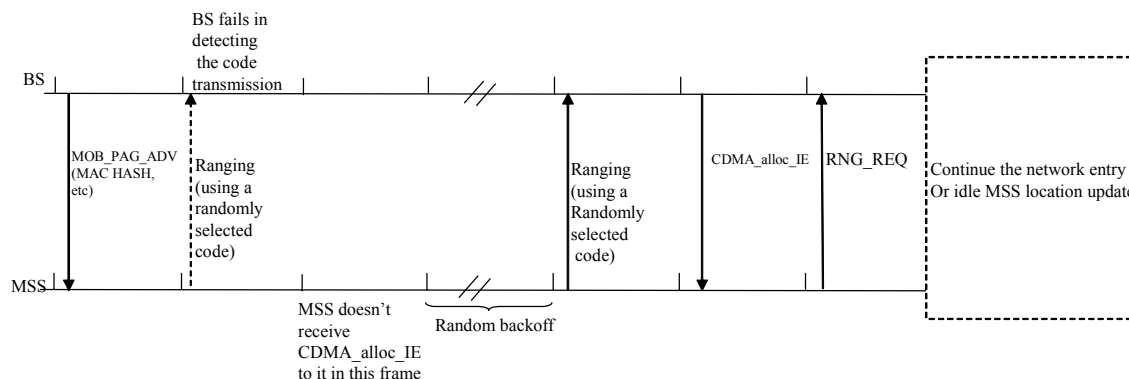 BS fails in
detecting
the code
transmission
BS
MOB_PAG_ADV
(MAC HASH,
etc)
Ranging
(using a
randomly
selected
code)
Ranging
(using a
Randomly
selected
code)
CDMA_alloc_IE
RNG_REQ
Continue the network entry
Or idle MSS location update
MSS
MSS doesn't
receive
CDMA_alloc_IE
to it in this frame
Random backoff